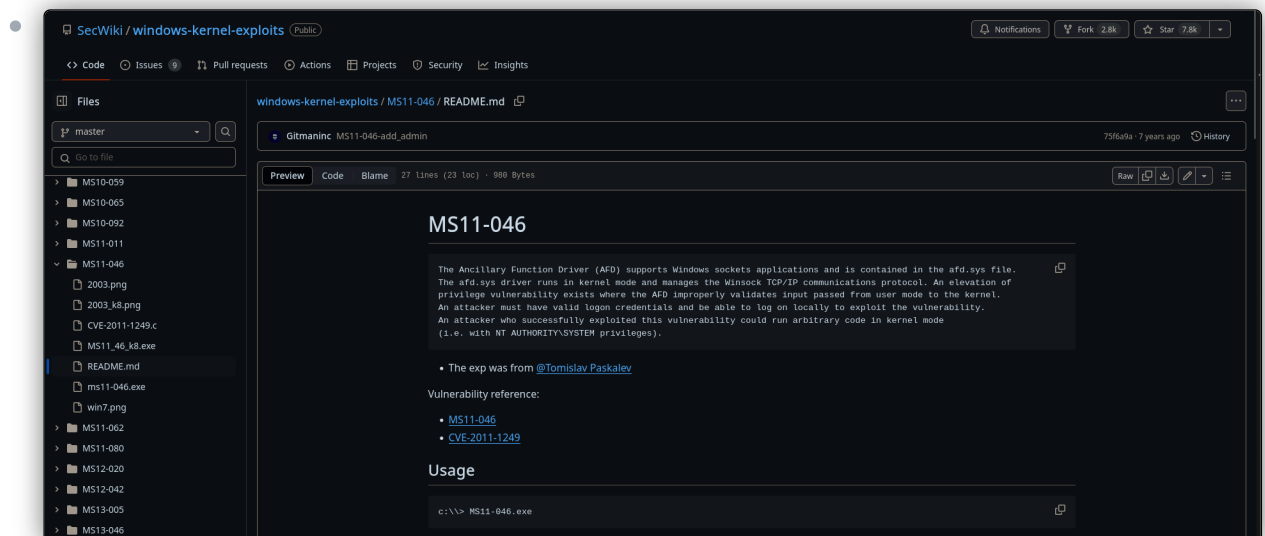 SecWiki / windows-kernel-exploits Public
Notifications
Fork 2.8k
Star 7.8k
Code
Issues 9
Pull requests
Actions
Projects
Security
Insights
Files
windows-kernel-exploits / MS11-046 / README.md
master
Go to file
Gitmaninc MS11-046-add_admin
75f6a9a · 7 years ago
History
Preview
Code
Blame
27 lines (23 loc) · 980 Bytes
Raw
MS10-059
MS10-065
MS10-092
MS11-011
MS11-046
2003.png
2003_k8.png
CVE-2011-1249.c
MS11_46_k8.exe
README.md
ms11-046.exe
win7.png
MS11-062
MS11-080
MS12-020
MS12-042
MS13-005
MS13-046
MS11-046
The Ancillary Function Driver (AFD) supports Windows sockets applications and is contained in the afd.sys file.
The afd.sys driver runs in kernel mode and manages the Winsock TCP/IP communications protocol. An elevation of
privilege vulnerability exists where the AFD improperly validates input passed from user mode to the kernel.
An attacker must have valid logon credentials and be able to log on locally to exploit the vulnerability.
An attacker who successfully exploited this vulnerability could run arbitrary code in kernel mode
(i.e. with NT AUTHORITY\SYSTEM privileges).
• The exp was from @Tomislav Paskalev
Vulnerability reference:
• MS11-046
• CVE-2011-1249
Usage
c:\\> MS11-046.exe